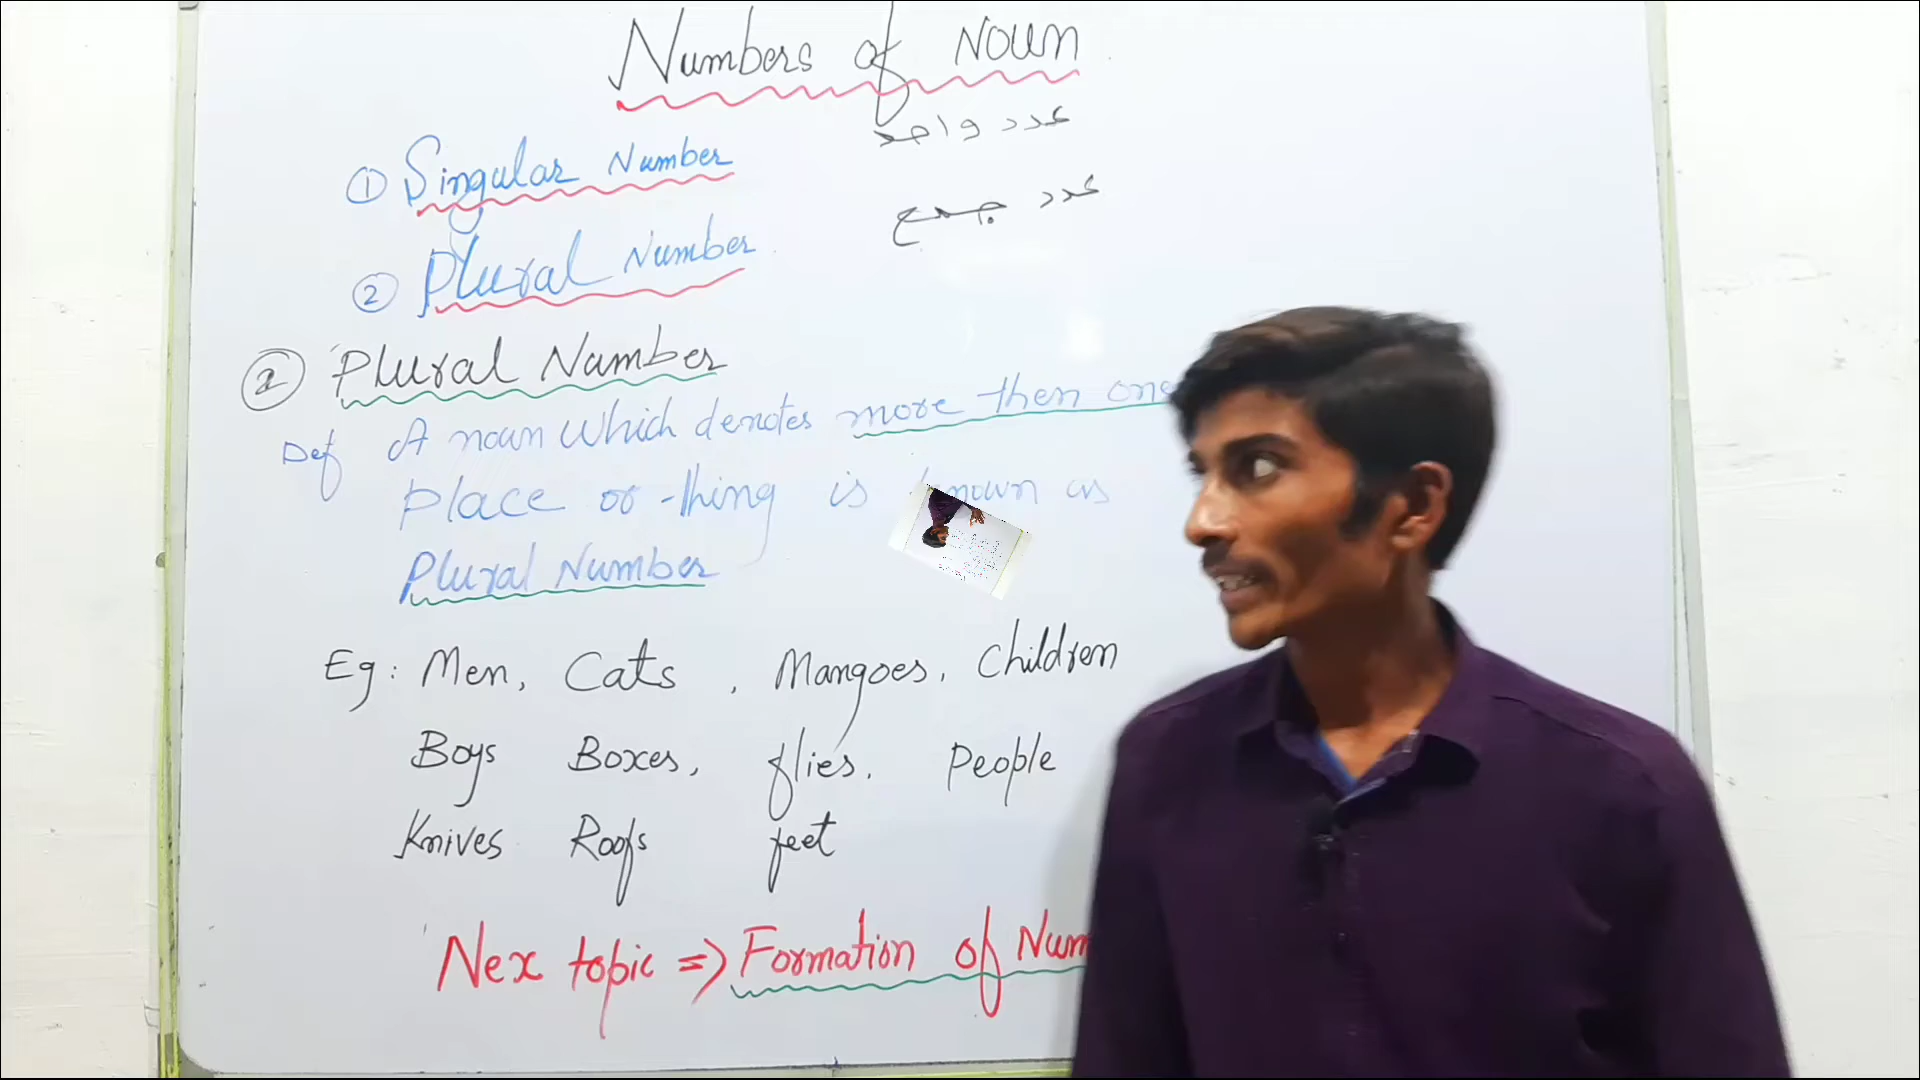 Numbers of Noun
① Singular Number عدد واحد
② Plural Number عدد جمع
② Plural Number
Def A noun which denotes more then one
place or thing is known as
Plural Number
Eg: Men, Cats, Mangoes, Children
Boys Boxes, flies, People
Knives Roofs feet
Nex topic => Formation of Num